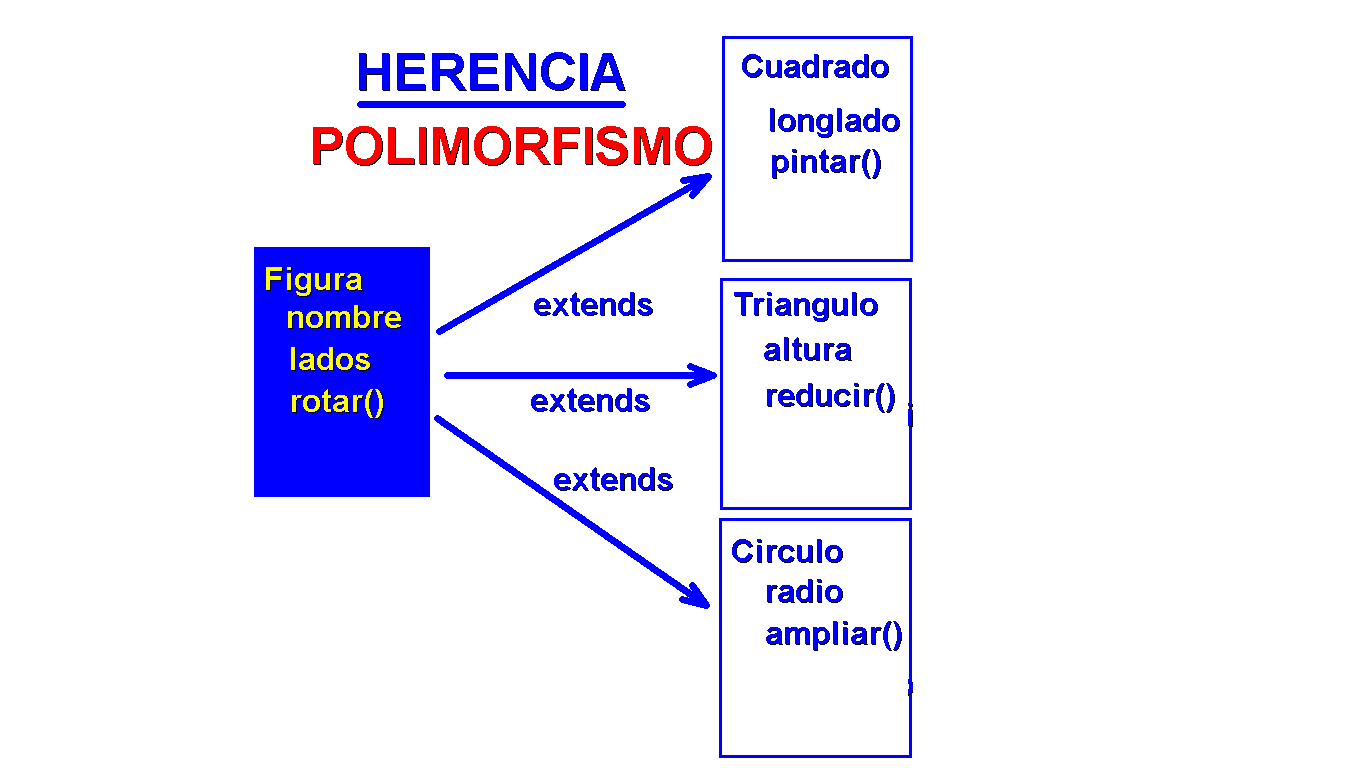 HERENCIA
POLIMORFISMO
Figura
nombre
lados
rotar()
extends
extends
extends
Cuadrado
longlado
pintar()
Triangulo
altura
reducir()
Circulo
radio
ampliar()